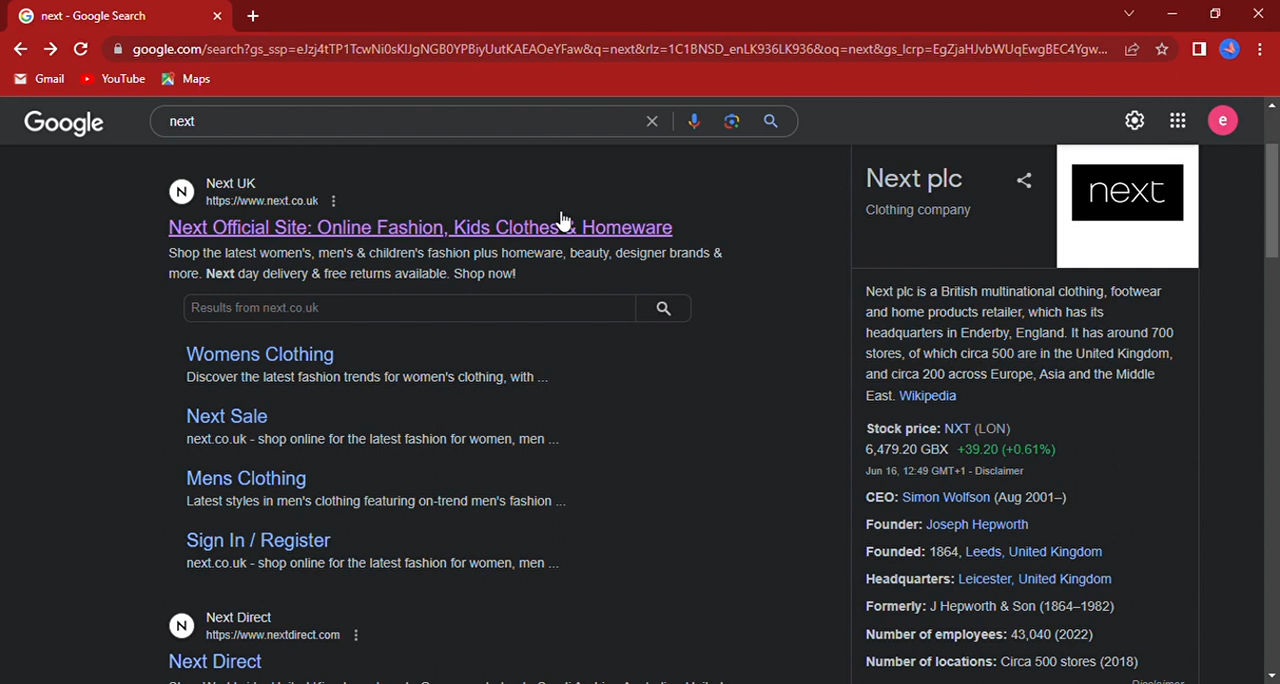 next - Google Search
google.com/search?gs_ssp=eJzj4tTP1TcwNi0sKlJgNGB0YPBiyUutKAEAOeYFaw&q=next&rlz=1C1BNSD_enLK936LK936&oq=next&gs_lcrp=EgZjaHJvbWUqEwgBEC4Ygw...
Gmail YouTube Maps
Google next e
N Next UK
https://www.next.co.uk
Next Official Site: Online Fashion, Kids Clothes & Homeware
Shop the latest women's, men's & children's fashion plus homeware, beauty, designer brands &
more. Next day delivery & free returns available. Shop now!
Results from next.co.uk
Womens Clothing
Discover the latest fashion trends for women's clothing, with ...
Next Sale
next.co.uk - shop online for the latest fashion for women, men ...
Mens Clothing
Latest styles in men's clothing featuring on-trend men's fashion ...
Sign In / Register
next.co.uk - shop online for the latest fashion for women, men ...
N Next Direct
https://www.nextdirect.com
Next Direct
Next plc
Clothing company
next
Next plc is a British multinational clothing, footwear
and home products retailer, which has its
headquarters in Enderby, England. It has around 700
stores, of which circa 500 are in the United Kingdom,
and circa 200 across Europe, Asia and the Middle
East. Wikipedia
Stock price: NXT (LON)
6,479.20 GBX +39.20 (+0.61%)
Jun 16, 12:49 GMT+1 - Disclaimer
CEO: Simon Wolfson (Aug 2001–)
Founder: Joseph Hepworth
Founded: 1864, Leeds, United Kingdom
Headquarters: Leicester, United Kingdom
Formerly: J Hepworth & Son (1864–1982)
Number of employees: 43,040 (2022)
Number of locations: Circa 500 stores (2018)
Disclaimer